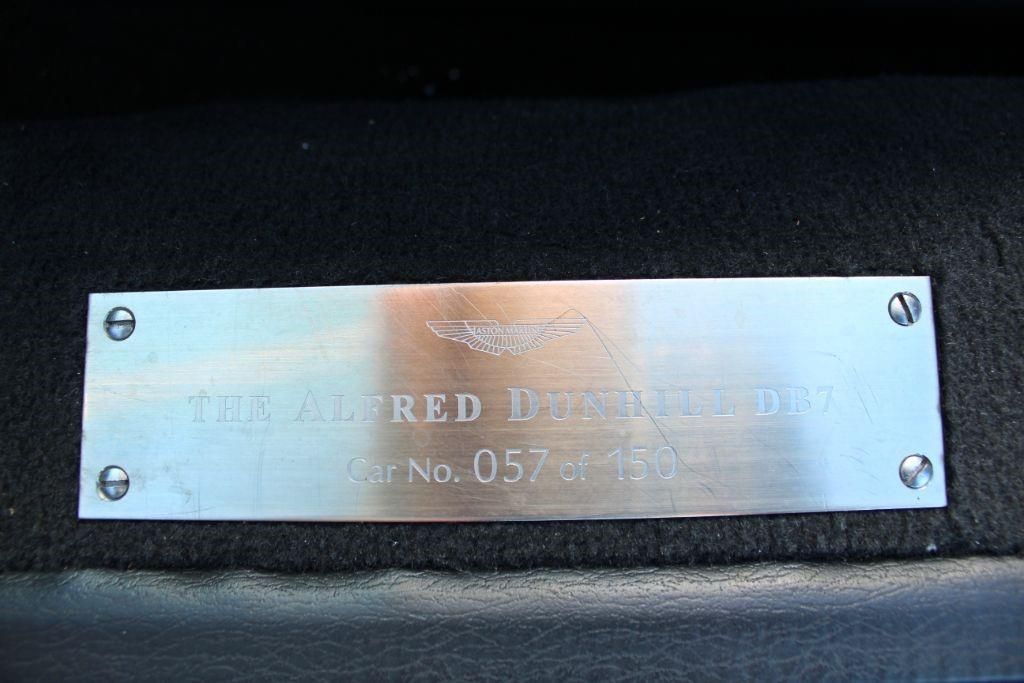 ASTON MARTIN
THE ALFRED DUNHILL DB7
Car No. 057 of 150